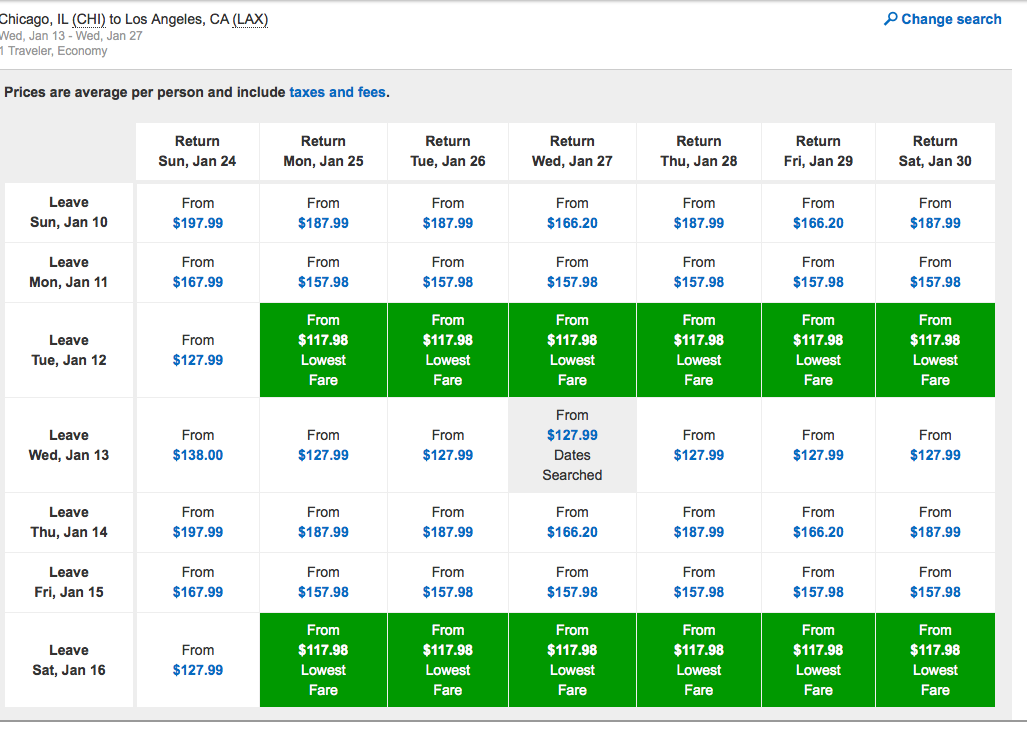 Chicago, IL (CHI) to Los Angeles, CA (LAX)
Change search
Wed, Jan 13 - Wed, Jan 27
1 Traveler, Economy
Prices are average per person and include taxes and fees.
Return Return Return Return Return Return Return
Sun, Jan 24 Mon, Jan 25 Tue, Jan 26 Wed, Jan 27 Thu, Jan 28 Fri, Jan 29 Sat, Jan 30
Leave From From From From From From From
Sun, Jan 10 $197.99 $187.99 $187.99 $166.20 $187.99 $166.20 $187.99
Leave From From From From From From From
Mon, Jan 11 $167.99 $157.98 $157.98 $157.98 $157.98 $157.98 $157.98
From From From From From From
Leave From $117.98 $117.98 $117.98 $117.98 $117.98 $117.98
Tue, Jan 12 $127.99 Lowest Lowest Lowest Lowest Lowest Lowest
Fare Fare Fare Fare Fare Fare
From
Leave From From From $127.99 From From From
Wed, Jan 13 $138.00 $127.99 $127.99 Dates $127.99 $127.99 $127.99
Searched
Leave From From From From From From From
Thu, Jan 14 $197.99 $187.99 $187.99 $166.20 $187.99 $166.20 $187.99
Leave From From From From From From From
Fri, Jan 15 $167.99 $157.98 $157.98 $157.98 $157.98 $157.98 $157.98
From From From From From From
Leave From $117.98 $117.98 $117.98 $117.98 $117.98 $117.98
Sat, Jan 16 $127.99 Lowest Lowest Lowest Lowest Lowest Lowest
Fare Fare Fare Fare Fare Fare